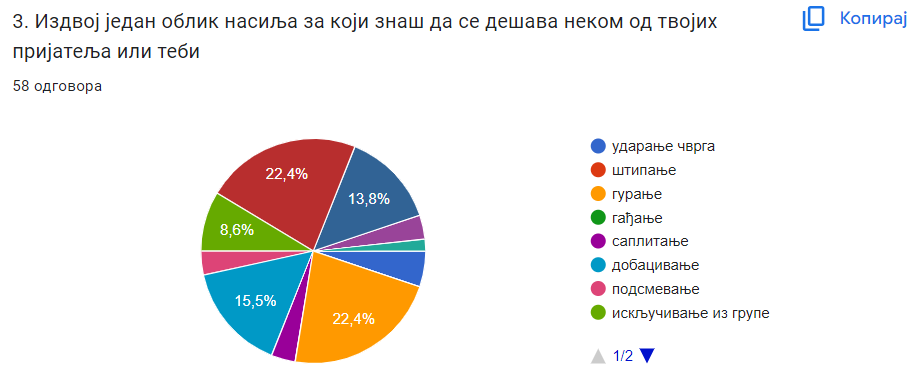 3. Издвој један облик насиља за који знаш да се дешава неком од твојих
пријатеља или теби
Копирај
58 одговора
22,4%
13,8%
8,6%
15,5%
22,4%
ударање чврга
штипање
гурање
гађање
саплитање
добацивање
подсмевање
искључивање из групе
1/2